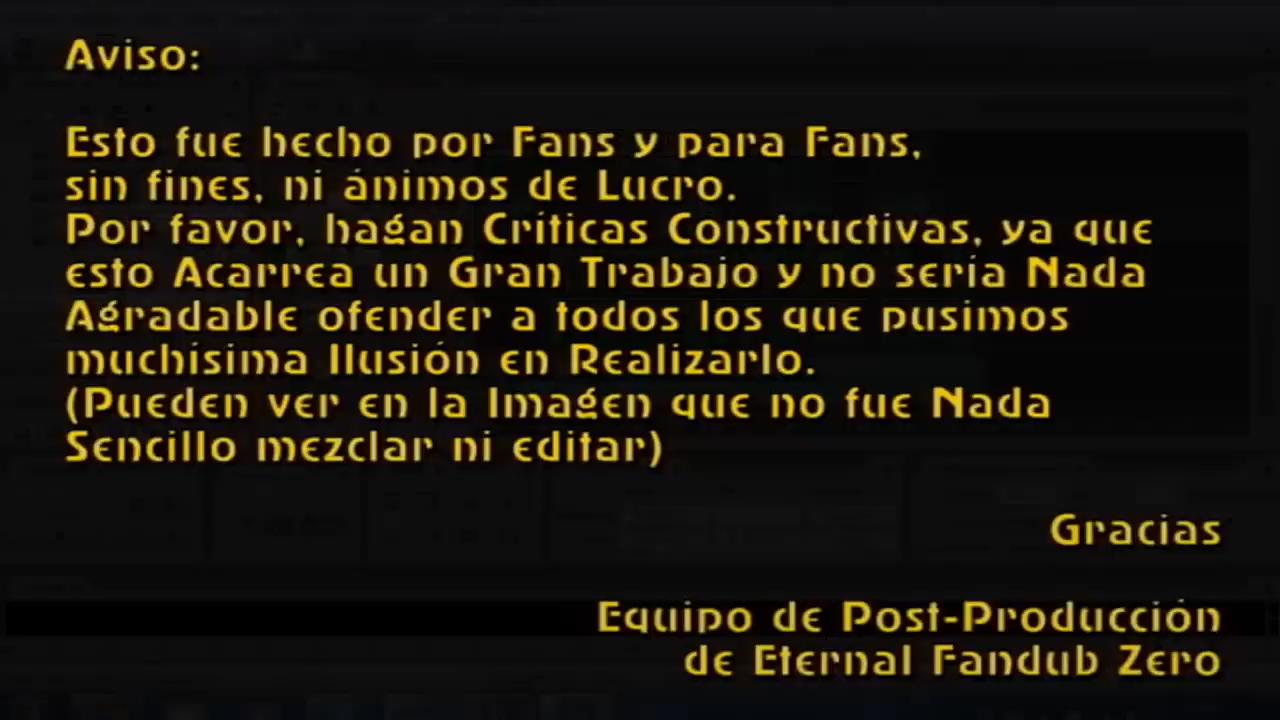 Aviso:
Esto fue hecho por Fans y para Fans,
sin fines, ni ánimos de Lucro.
Por favor, hagan Críticas Constructivas, ya que
esto Acarrea un Gran Trabajo y no sería Nada
Agradable ofender a todos los que pusimos
muchísima Ilusión en Realizarlo.
(Pueden ver en la Imagen que no fue Nada
Sencillo mezclar ni editar)
Gracias
Equipo de Post-Producción
de Eternal Fandub Zero